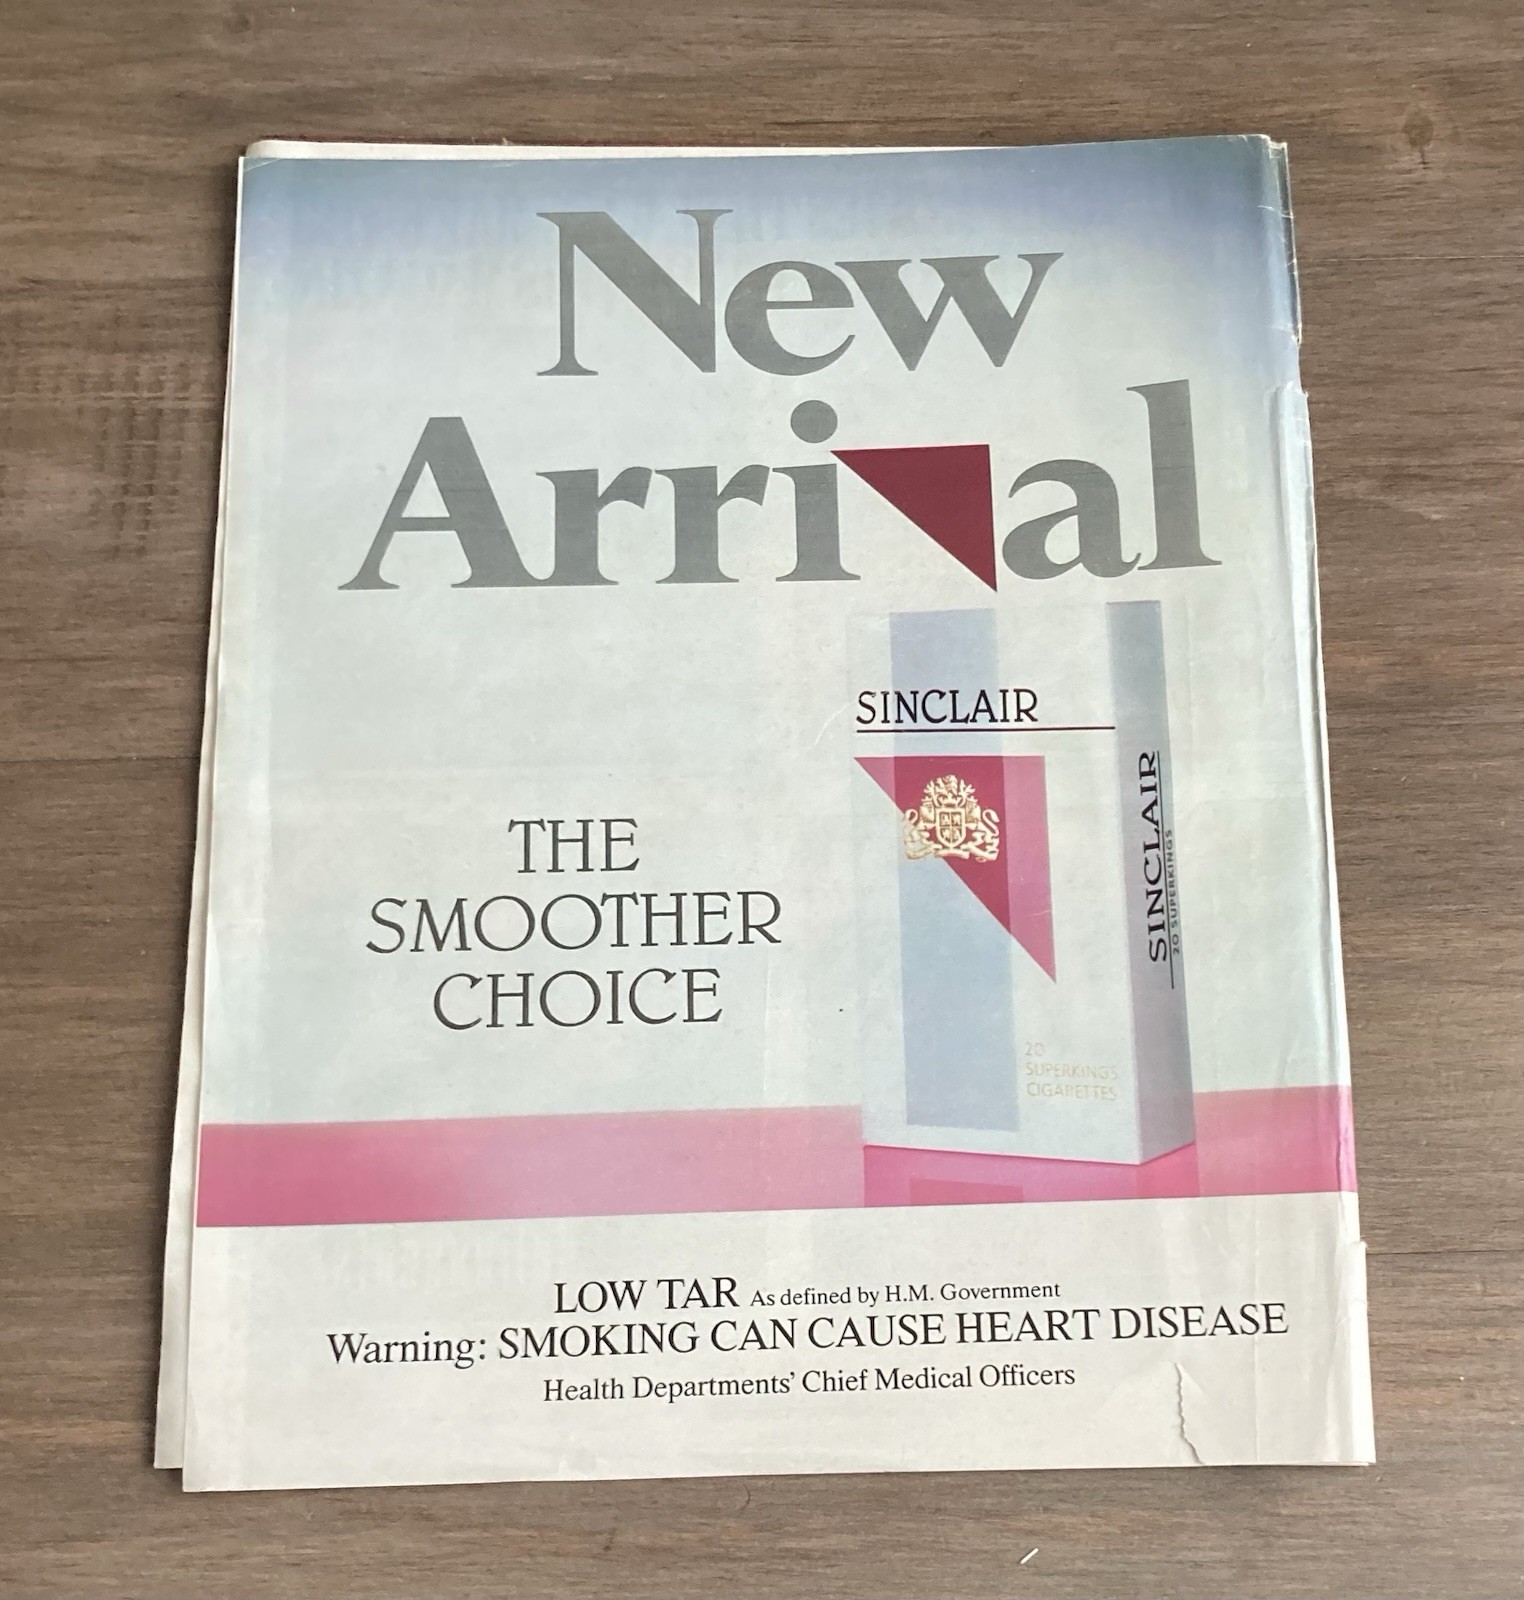 New
Arrival
SINCLAIR
THE
SMOOTHER
CHOICE
SINCLAIR
20 SUPERKINGS
20
SUPERKINGS
CIGARETTES
LOW TAR As defined by H.M. Government
Warning: SMOKING CAN CAUSE HEART DISEASE
Health Departments' Chief Medical Officers